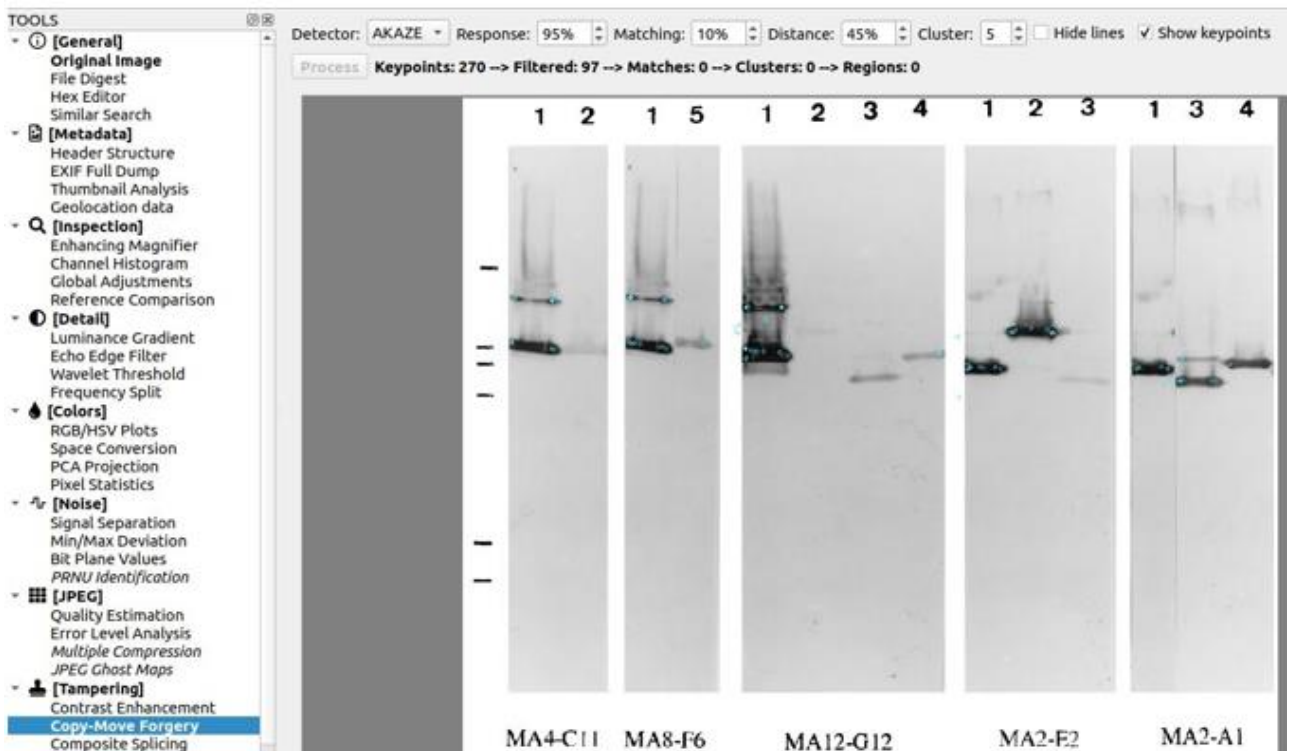 TOOLS
[General]
Original Image
File Digest
Hex Editor
Similar Search
[Metadata]
Header Structure
EXIF Full Dump
Thumbnail Analysis
Geolocation data
[Inspection]
Enhancing Magnifier
Channel Histogram
Global Adjustments
Reference Comparison
[Detail]
Luminance Gradient
Echo Edge Filter
Wavelet Threshold
Frequency Split
[Colors]
RGB/HSV Plots
Space Conversion
PCA Projection
Pixel Statistics
[Noise]
Signal Separation
Min/Max Deviation
Bit Plane Values
PRNU Identification
[JPEG]
Quality Estimation
Error Level Analysis
Multiple Compression
JPEG Ghost Maps
[Tampering]
Contrast Enhancement
Copy-Move Forgery
Composite Splicing
Detector: AKAZE Response: 95% Matching: 10% Distance: 45% Cluster: 5 Hide lines Show keypoints
Process Keypoints: 270 --> Filtered: 97 --> Matches: 0 --> Clusters: 0 --> Regions: 0
1 2 1 5 1 2 3 4 1 2 3 1 3 4
MA4-C11 MA8-F6 MA12-G12 MA2-E2 MA2-A1